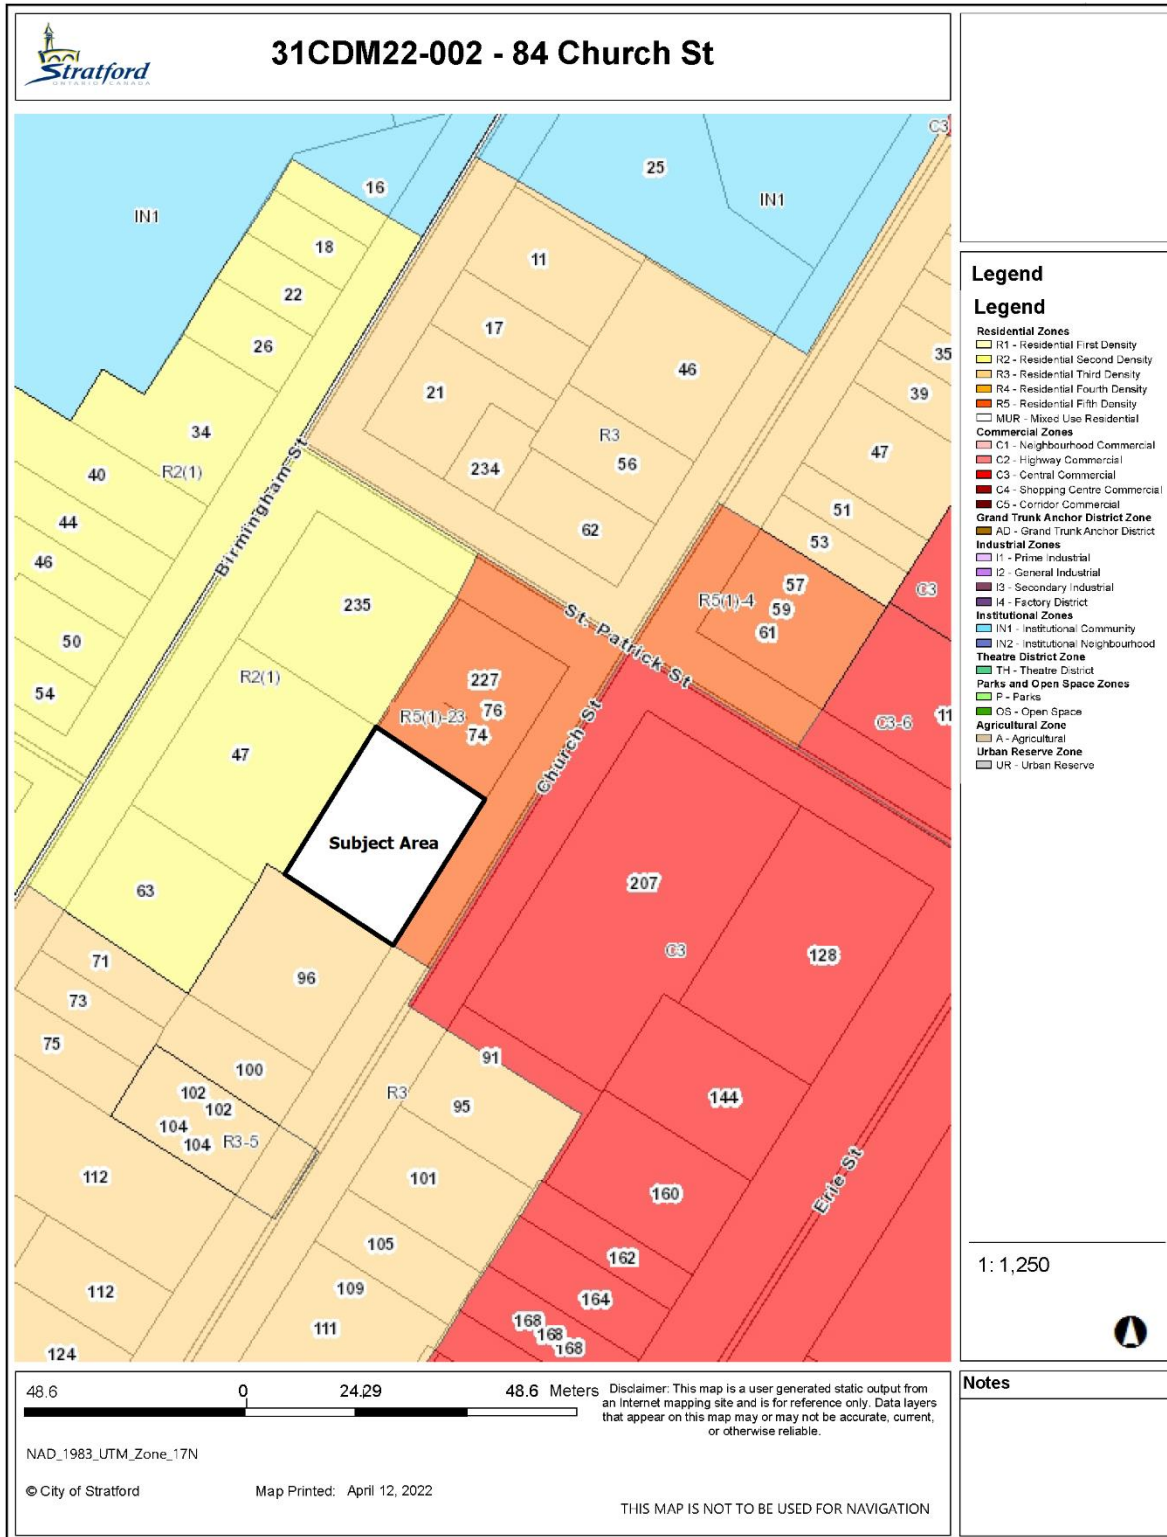 Stratford
ONTARIO CANADA
31CDM22-002 - 84 Church St
C3
25
IN1
16
IN1
18
11
22
17
26
35
46
39
21
34
R3
47
40
R2(1)
234
56
51
44
62
53
46
Birmingham St
57
C3
R5(1)-4
59
235
61
50
St. Patrick St
R2(1)
227
54
76
C3-6
11
R5(1)-23
74
Church St
47
Subject Area
207
63
C3
128
71
96
73
75
91
100
102
R3
144
102
95
104
104
R3-5
112
101
160
Erie St
105
162
109
112
164
111
168
168
168
124
Legend
Legend
Residential Zones
R1 - Residential First Density
R2 - Residential Second Density
R3 - Residential Third Density
R4 - Residential Fourth Density
R5 - Residential Fifth Density
MUR - Mixed Use Residential
Commercial Zones
C1 - Neighbourhood Commercial
C2 - Highway Commercial
C3 - Central Commercial
C4 - Shopping Centre Commercial
C5 - Corridor Commercial
Grand Trunk Anchor District Zone
AD - Grand Trunk Anchor District
Industrial Zones
I1 - Prime Industrial
I2 - General Industrial
I3 - Secondary Industrial
I4 - Factory District
Institutional Zones
IN1 - Institutional Community
IN2 - Institutional Neighbourhood
Theatre District Zone
TH - Theatre District
Parks and Open Space Zones
P - Parks
OS - Open Space
Agricultural Zone
A - Agricultural
Urban Reserve Zone
UR - Urban Reserve
1: 1,250
48.6 0 24.29 48.6 Meters
NAD_1983_UTM_Zone_17N
© City of Stratford Map Printed: April 12, 2022
Disclaimer: This map is a user generated static output from
an Internet mapping site and is for reference only. Data layers
that appear on this map may or may not be accurate, current,
or otherwise reliable.
THIS MAP IS NOT TO BE USED FOR NAVIGATION
Notes